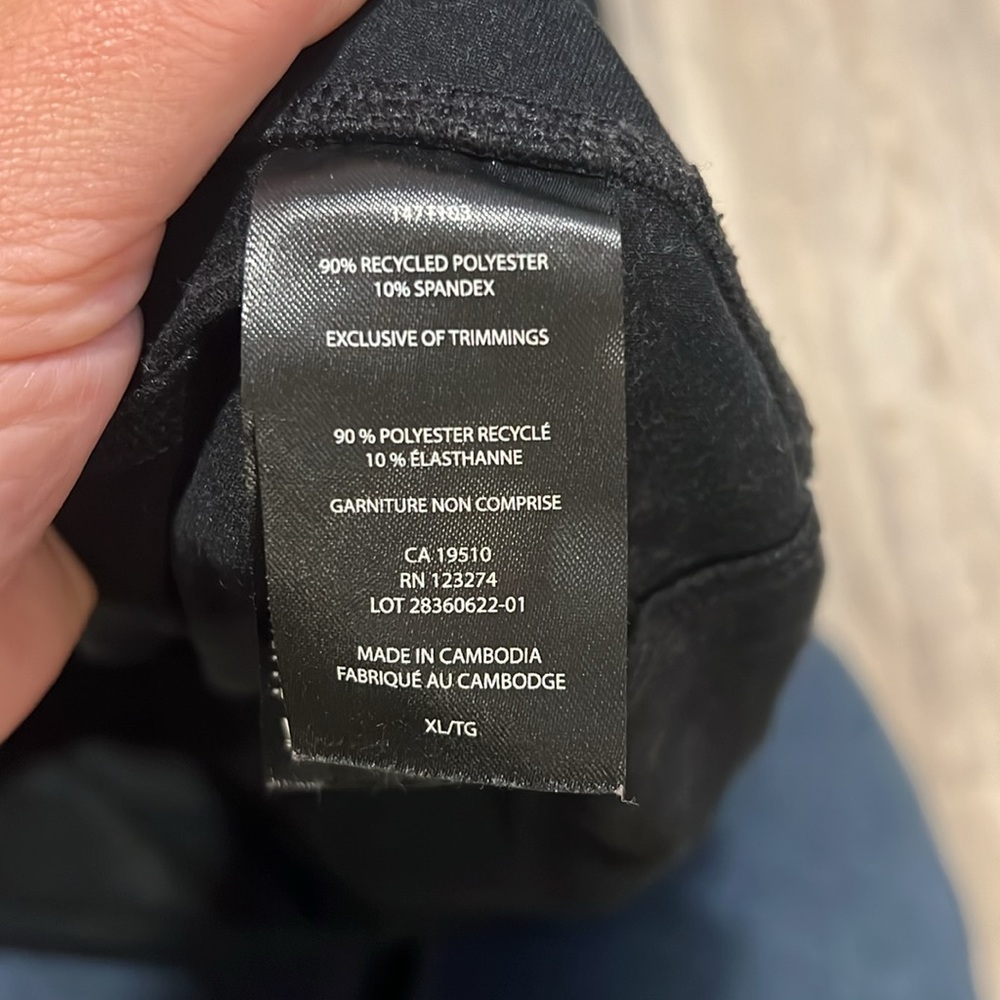 1471103
90% RECYCLED POLYESTER
10% SPANDEX
EXCLUSIVE OF TRIMMINGS
90 % POLYESTER RECYCLÉ
10 % ÉLASTHANNE
GARNITURE NON COMPRISE
CA 19510
RN 123274
LOT 28360622-01
MADE IN CAMBODIA
FABRIQUÉ AU CAMBODGE
XL/TG